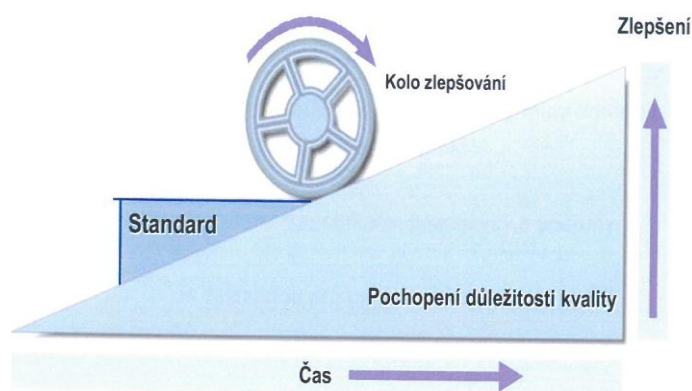 Zlepšení
Kolo zlepšování
Standard
Pochopení důležitosti kvality
Čas